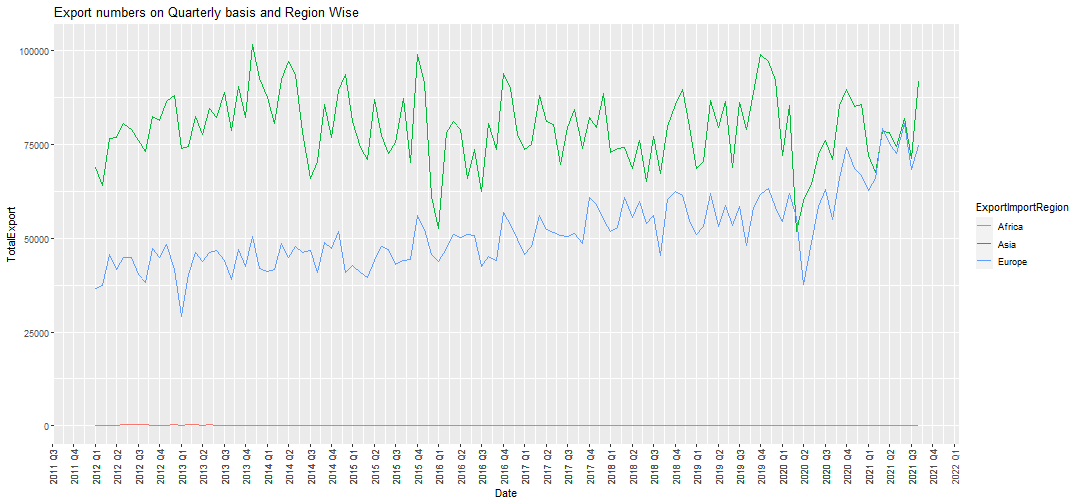 Export numbers on Quarterly basis and Region Wise
TotalExport
100000
75000
50000
25000
0
2011 Q3
2011 Q4
2012 Q1
2012 Q2
2012 Q3
2012 Q4
2013 Q1
2013 Q2
2013 Q3
2013 Q4
2014 Q1
2014 Q2
2014 Q3
2014 Q4
2015 Q1
2015 Q2
2015 Q3
2015 Q4
2016 Q1
2016 Q2
2016 Q3
2016 Q4
2017 Q1
2017 Q2
2017 Q3
2017 Q4
2018 Q1
2018 Q2
2018 Q3
2018 Q4
2019 Q1
2019 Q2
2019 Q3
2019 Q4
2020 Q1
2020 Q2
2020 Q3
2020 Q4
2021 Q1
2021 Q2
2021 Q3
2021 Q4
2022 Q1
Date
ExportImportRegion
Africa
Asia
Europe